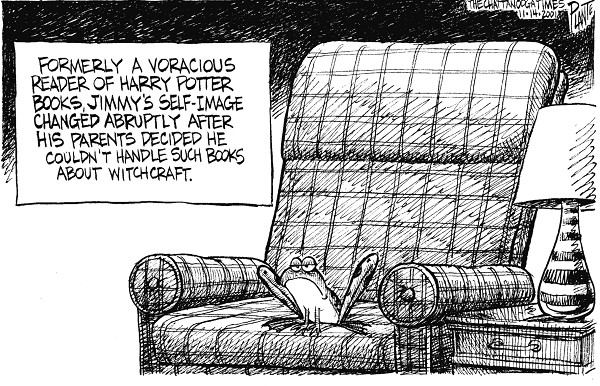 THE CHATTANOOGA TIMES
11·14·2001
PLANTE
FORMERLY A VORACIOUS
READER OF HARRY POTTER
BOOKS, JIMMY'S SELF-IMAGE
CHANGED ABRUPTLY AFTER
HIS PARENTS DECIDED HE
COULDN'T HANDLE SUCH BOOKS
ABOUT WITCHCRAFT.